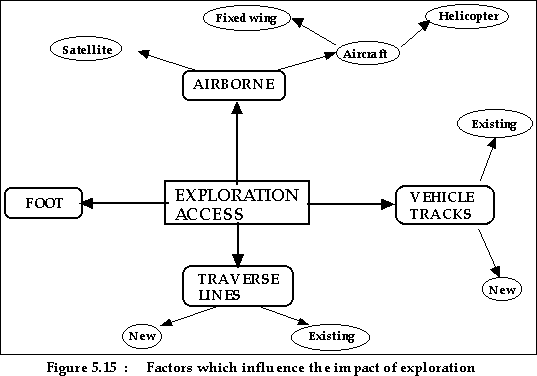 Fixed wing
Helicopter
Satellite
Aircraft
AIRBORNE
Existing
EXPLORATION
ACCESS
FOOT
VEHICLE
TRACKS
TRAVERSE
LINES
New
New
Existing
Figure 5.15 : Factors which influence the impact of exploration